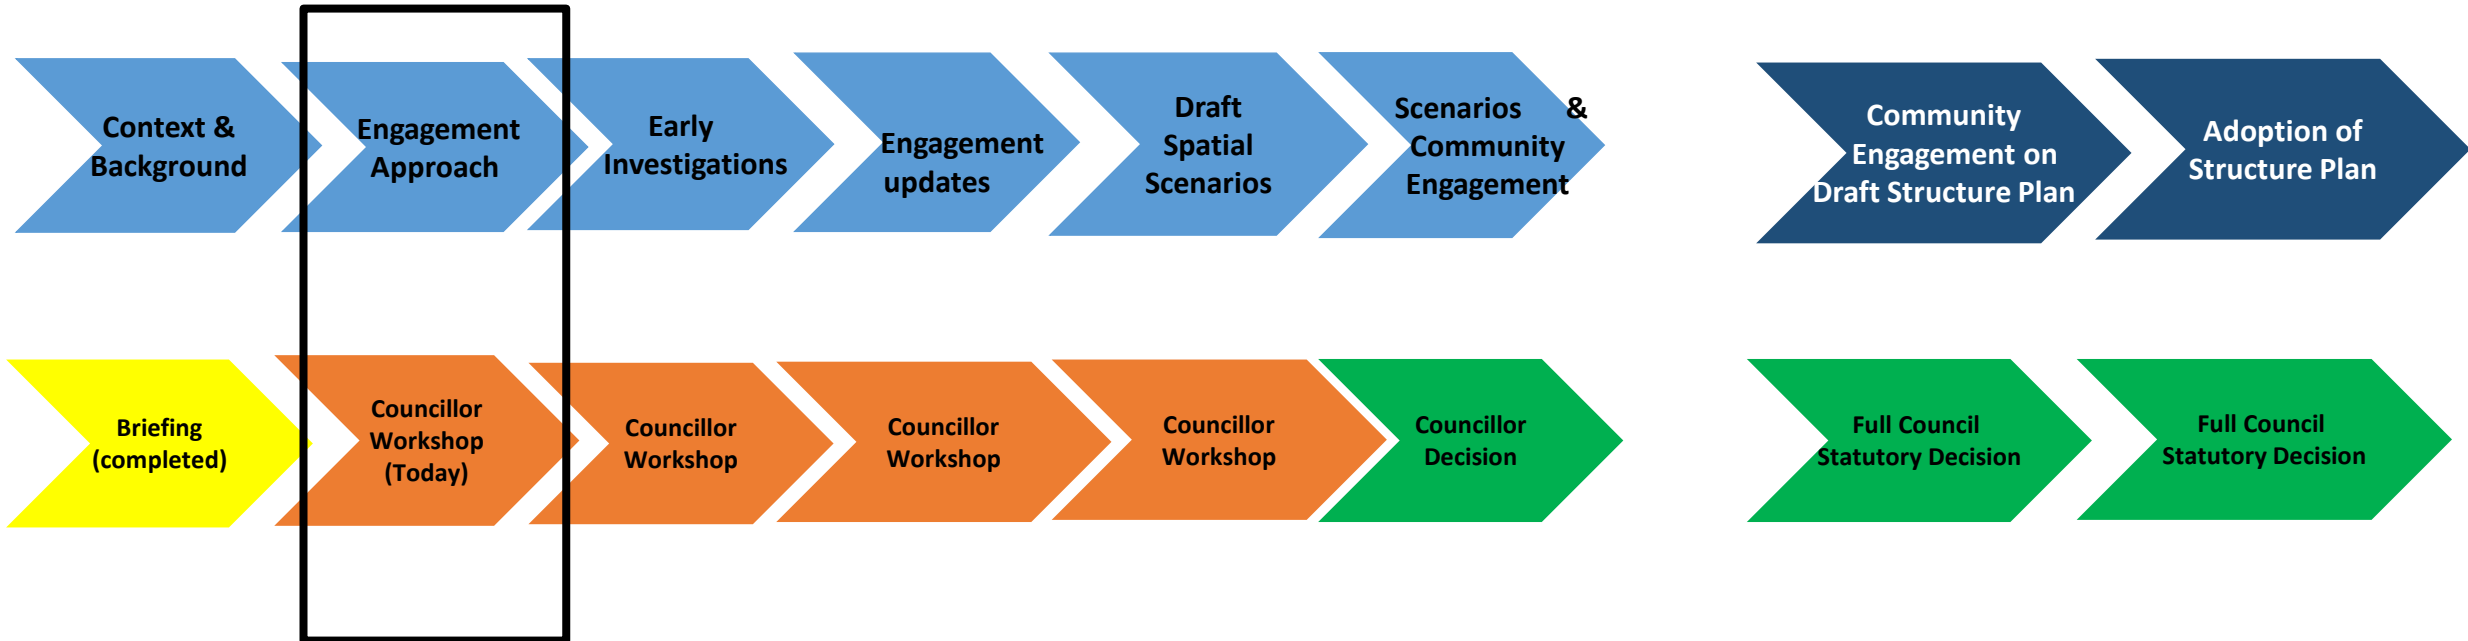 Context &
Background
Engagement
Approach
Early
Investigations
Engagement
updates
Draft
Spatial
Scenarios
Scenarios &
Community
Engagement
Community
Engagement on
Draft Structure Plan
Adoption of
Structure Plan
Briefing
(completed)
Councillor
Workshop
(Today)
Councillor
Workshop
Councillor
Workshop
Councillor
Workshop
Councillor
Decision
Full Council
Statutory Decision
Full Council
Statutory Decision